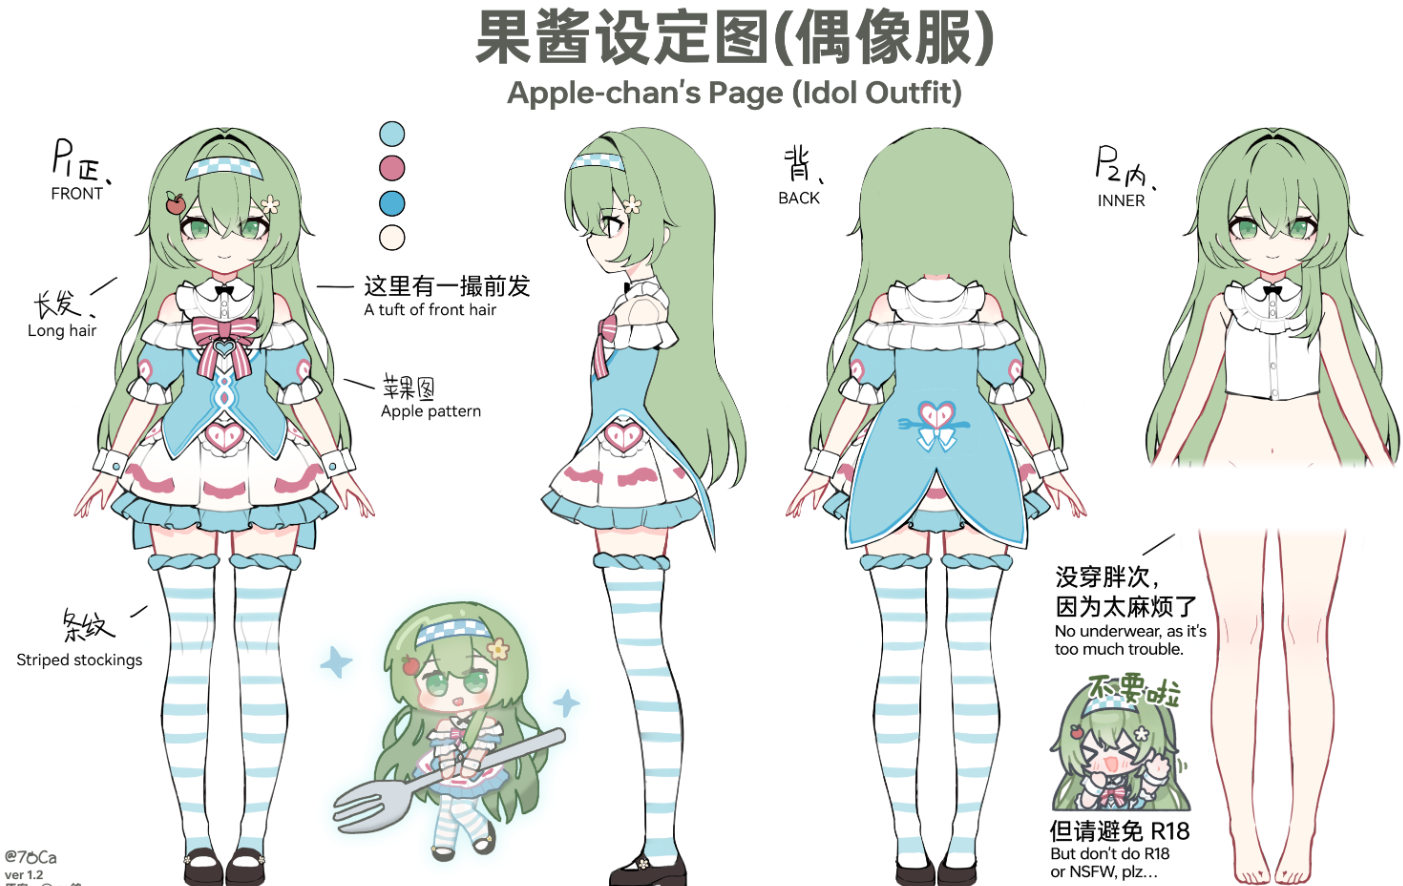 果酱设定图(偶像服)
Apple-chan's Page (Idol Outfit)
P1正、
FRONT
背、
BACK
P2内、
INNER
长发、
Long hair
这里有一撮前发
A tuft of front hair
苹果图
Apple pattern
条纹
Striped stockings
没穿胖次，
因为太麻烦了
No underwear, as it's
too much trouble.
不要啦
但请避免 R18
But don't do R18
or NSFW, plz...
ver 1.2